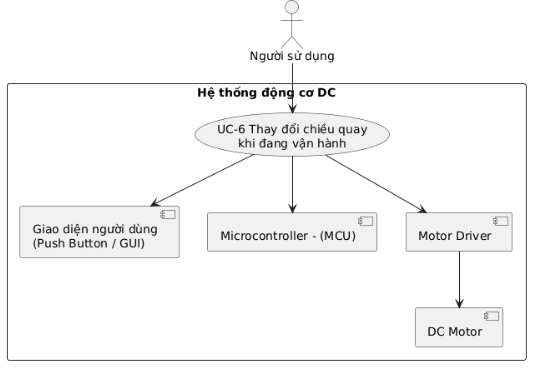 Người sử dụng
Hệ thống động cơ DC
UC-6 Thay đổi chiều quay
khi đang vận hành
Giao diện người dùng
(Push Button / GUI)
Microcontroller - (MCU)
Motor Driver
DC Motor